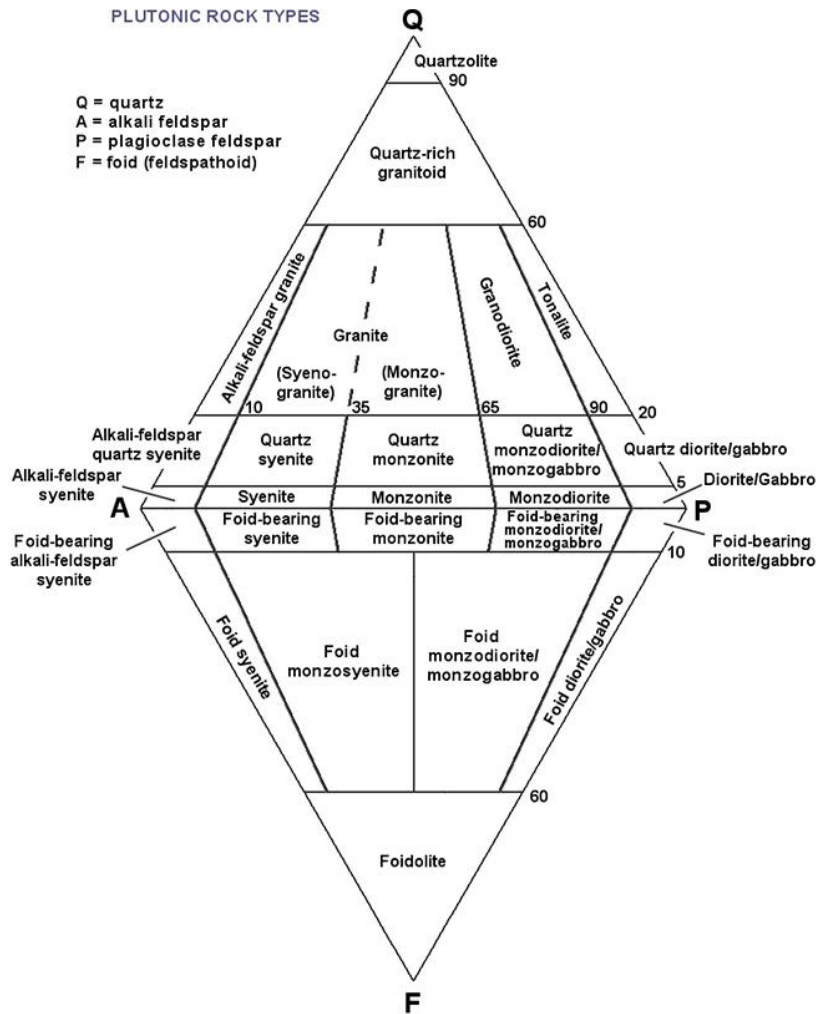 PLUTONIC ROCK TYPES
Q
Quartzolite
90
Q = quartz
A = alkali feldspar
P = plagioclase feldspar
F = foid (feldspathoid)
Quartz-rich
granitoid
60
Alkali-feldspar granite
Granite
(Syeno-
granite)
(Monzo-
granite)
Granodiorite
Tonalite
10
35
65
90
20
Alkali-feldspar
quartz syenite
Quartz
syenite
Quartz
monzonite
Quartz
monzodiorite/
monzogabbro
Quartz diorite/gabbro
5
Alkali-feldspar
syenite
Syenite
Monzonite
Monzodiorite
Diorite/Gabbro
A
P
Foid-bearing
alkali-feldspar
syenite
Foid-bearing
syenite
Foid-bearing
monzonite
Foid-bearing
monzodiorite/
monzogabbro
Foid-bearing
diorite/gabbro
10
Foid syenite
Foid
monzosyenite
Foid
monzodiorite/
monzogabbro
Foid diorite/gabbro
60
Foidolite
F